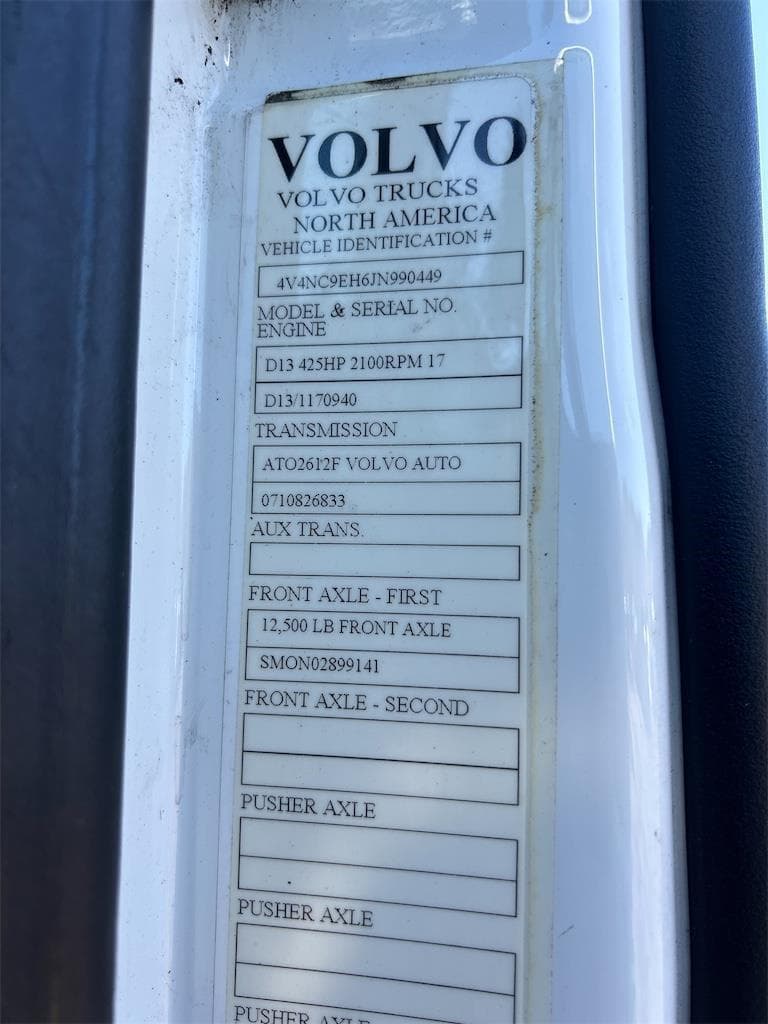 VOLVO
VOLVO TRUCKS
NORTH AMERICA
VEHICLE IDENTIFICATION #
4V4NC9EH6JN990449
MODEL & SERIAL NO.
ENGINE
D13 425HP 2100RPM 17
D13/1170940
TRANSMISSION
ATO2612F VOLVO AUTO
0710826833
AUX TRANS.
FRONT AXLE - FIRST
12,500 LB FRONT AXLE
SMON02899141
FRONT AXLE - SECOND
PUSHER AXLE
PUSHER AXLE
PUSHER AXLE